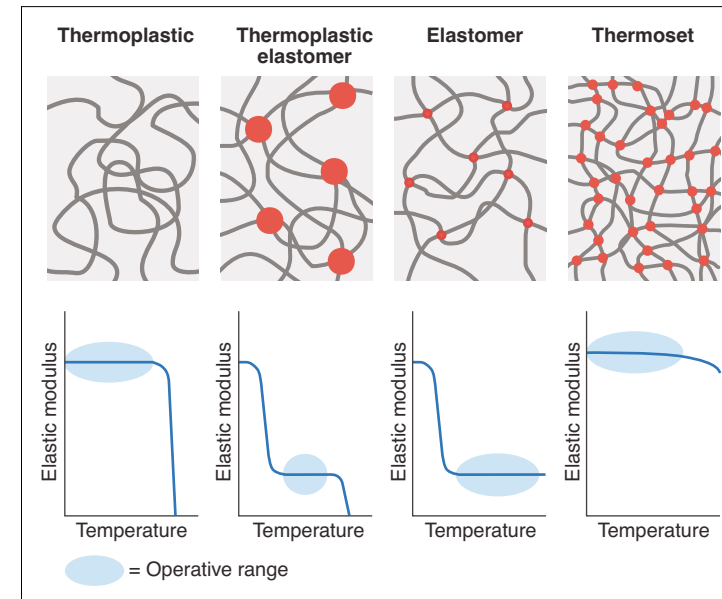 Thermoplastic
Thermoplastic
elastomer
Elastomer
Thermoset
Elastic modulus
Temperature
Elastic modulus
Temperature
Elastic modulus
Temperature
Elastic modulus
Temperature
= Operative range